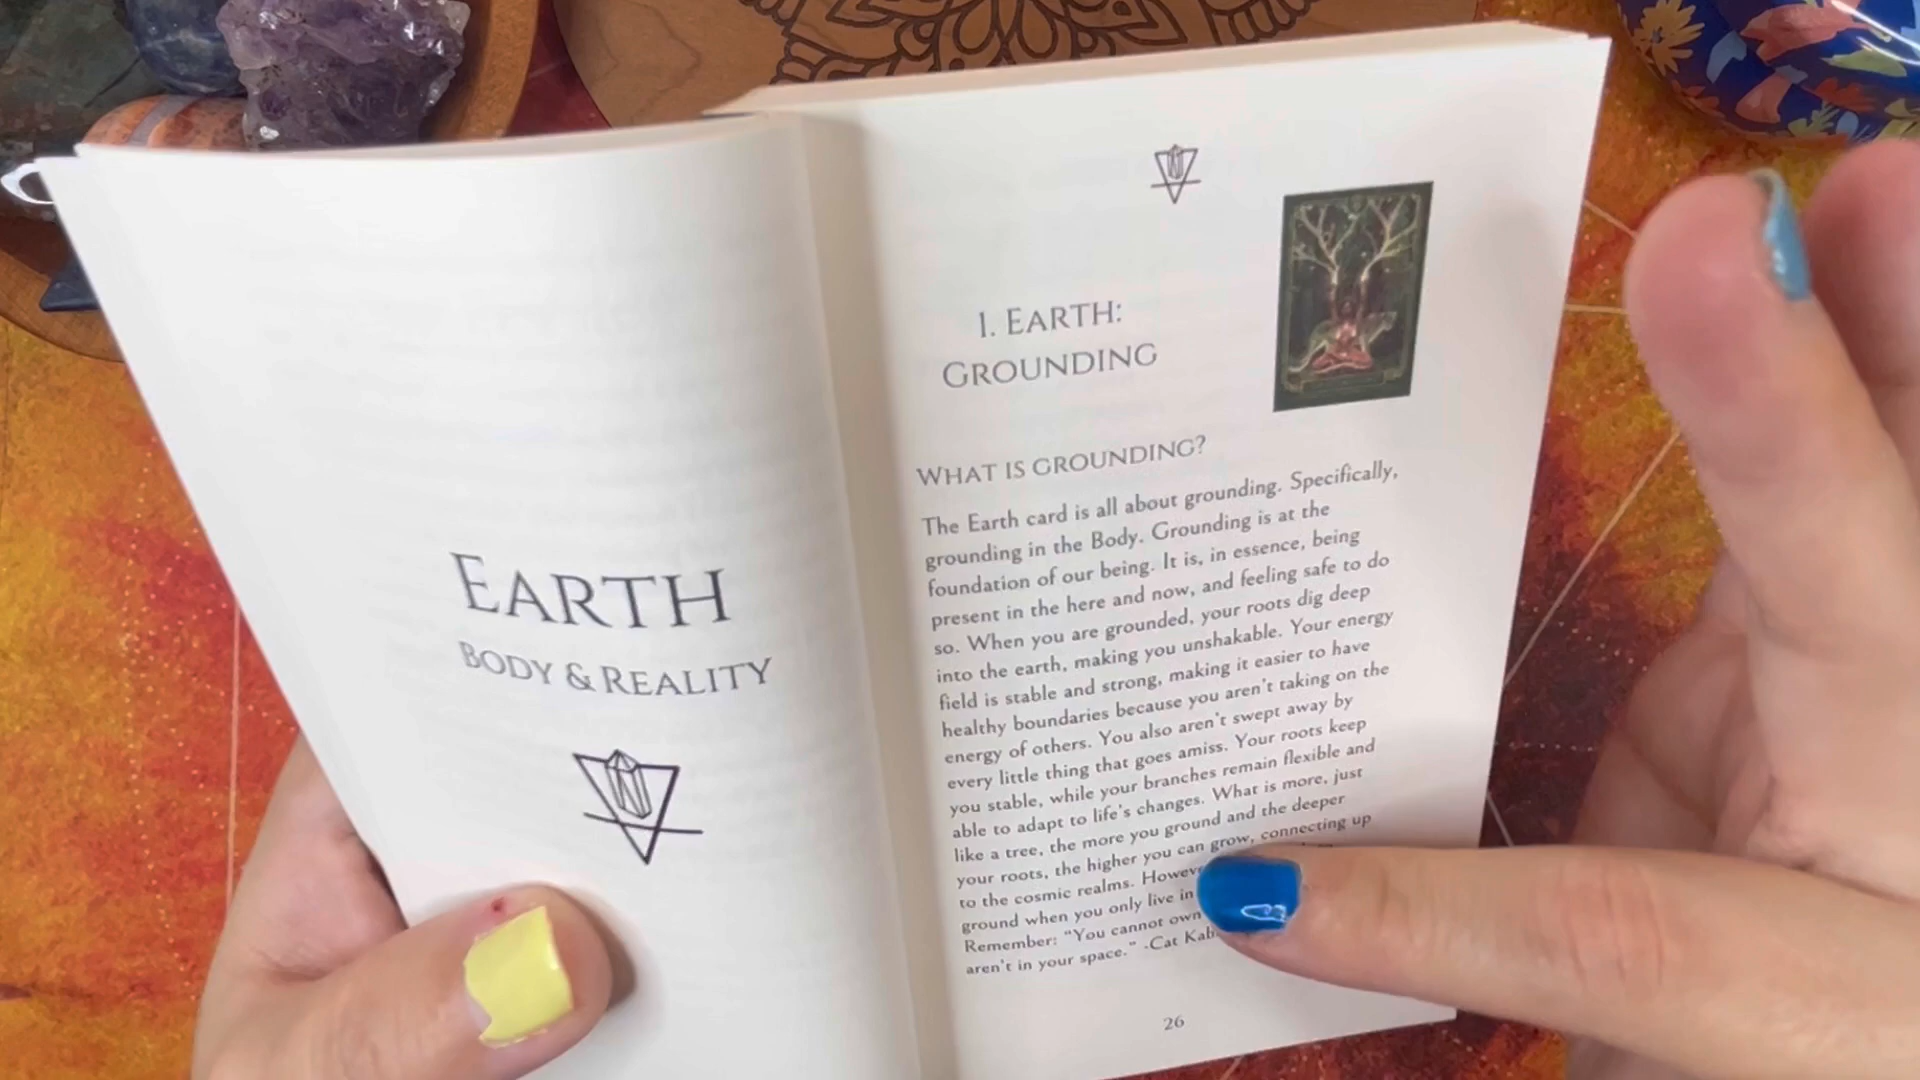 EARTH
BODY & REALITY
1. EARTH:
GROUNDING
WHAT IS GROUNDING?
The Earth card is all about grounding. Specifically,
grounding in the Body. Grounding is at the
foundation of our being. It is, in essence, being
present in the here and now, and feeling safe to do
so. When you are grounded, your roots dig deep
into the earth, making you unshakable. Your energy
field is stable and strong, making it easier to have
healthy boundaries because you aren't taking on the
energy of others. You also aren't swept away by
every little thing that goes amiss. Your roots keep
you stable, while your branches remain flexible and
able to adapt to life's changes. What is more, just
like a tree, the more you ground and the deeper
your roots, the higher you can grow, connecting up
to the cosmic realms.
ground when you only live in
Remember: "You cannot own
aren't in your space." -Cat
26